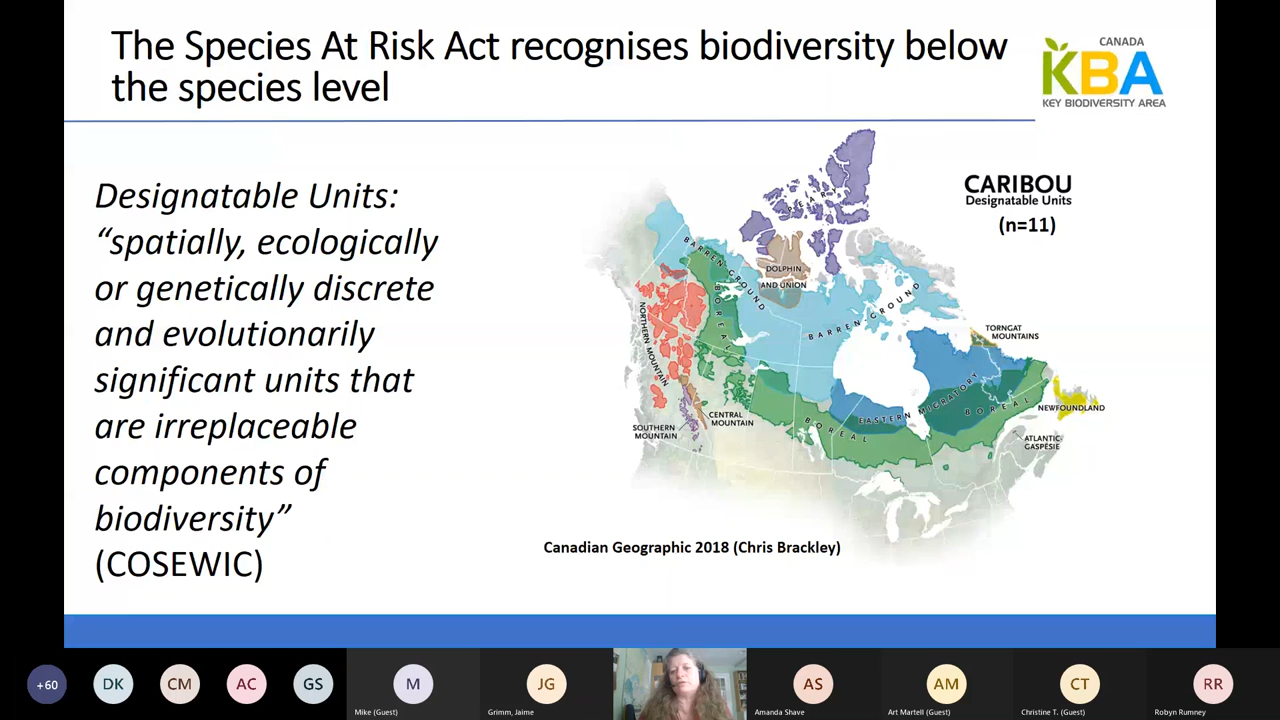 The Species At Risk Act recognises biodiversity below
the species level
CANADA
KBA
KEY BIODIVERSITY AREA
Designatable Units:
“spatially, ecologically
or genetically discrete
and evolutionarily
significant units that
are irreplaceable
components of
biodiversity”
(COSEWIC)
CARIBOU
Designatable Units
(n=11)
PEARY
BARREN-GROUND
DOLPHIN
AND UNION
BARREN-GROUND
BOREAL
NORTHERN MOUNTAIN
TORNGAT
MOUNTAINS
EASTERN MIGRATORY
BOREAL
NEWFOUNDLAND
CENTRAL
MOUNTAIN
SOUTHERN
MOUNTAIN
BOREAL
ATLANTIC-
GASPÉSIE
Canadian Geographic 2018 (Chris Brackley)
+60
DK
CM
AC
GS
M
Mike (Guest)
JG
Grimm, Jaime
AS
Amanda Shave
AM
Art Martell (Guest)
CT
Christine T. (Guest)
RR
Robyn Rumney